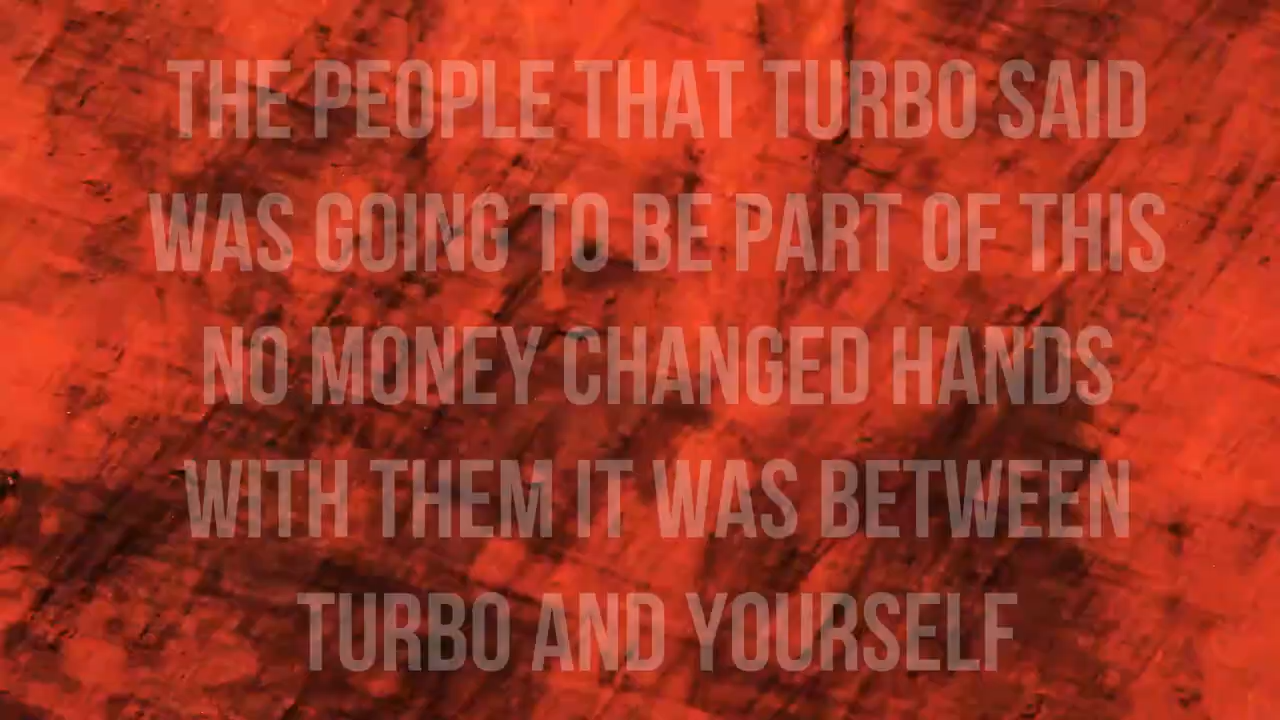 THE PEOPLE THAT TURBO SAID
WAS GOING TO BE PART OF THIS
NO MONEY CHANGED HANDS
WITH THEM IT WAS BETWEEN
TURBO AND YOURSELF